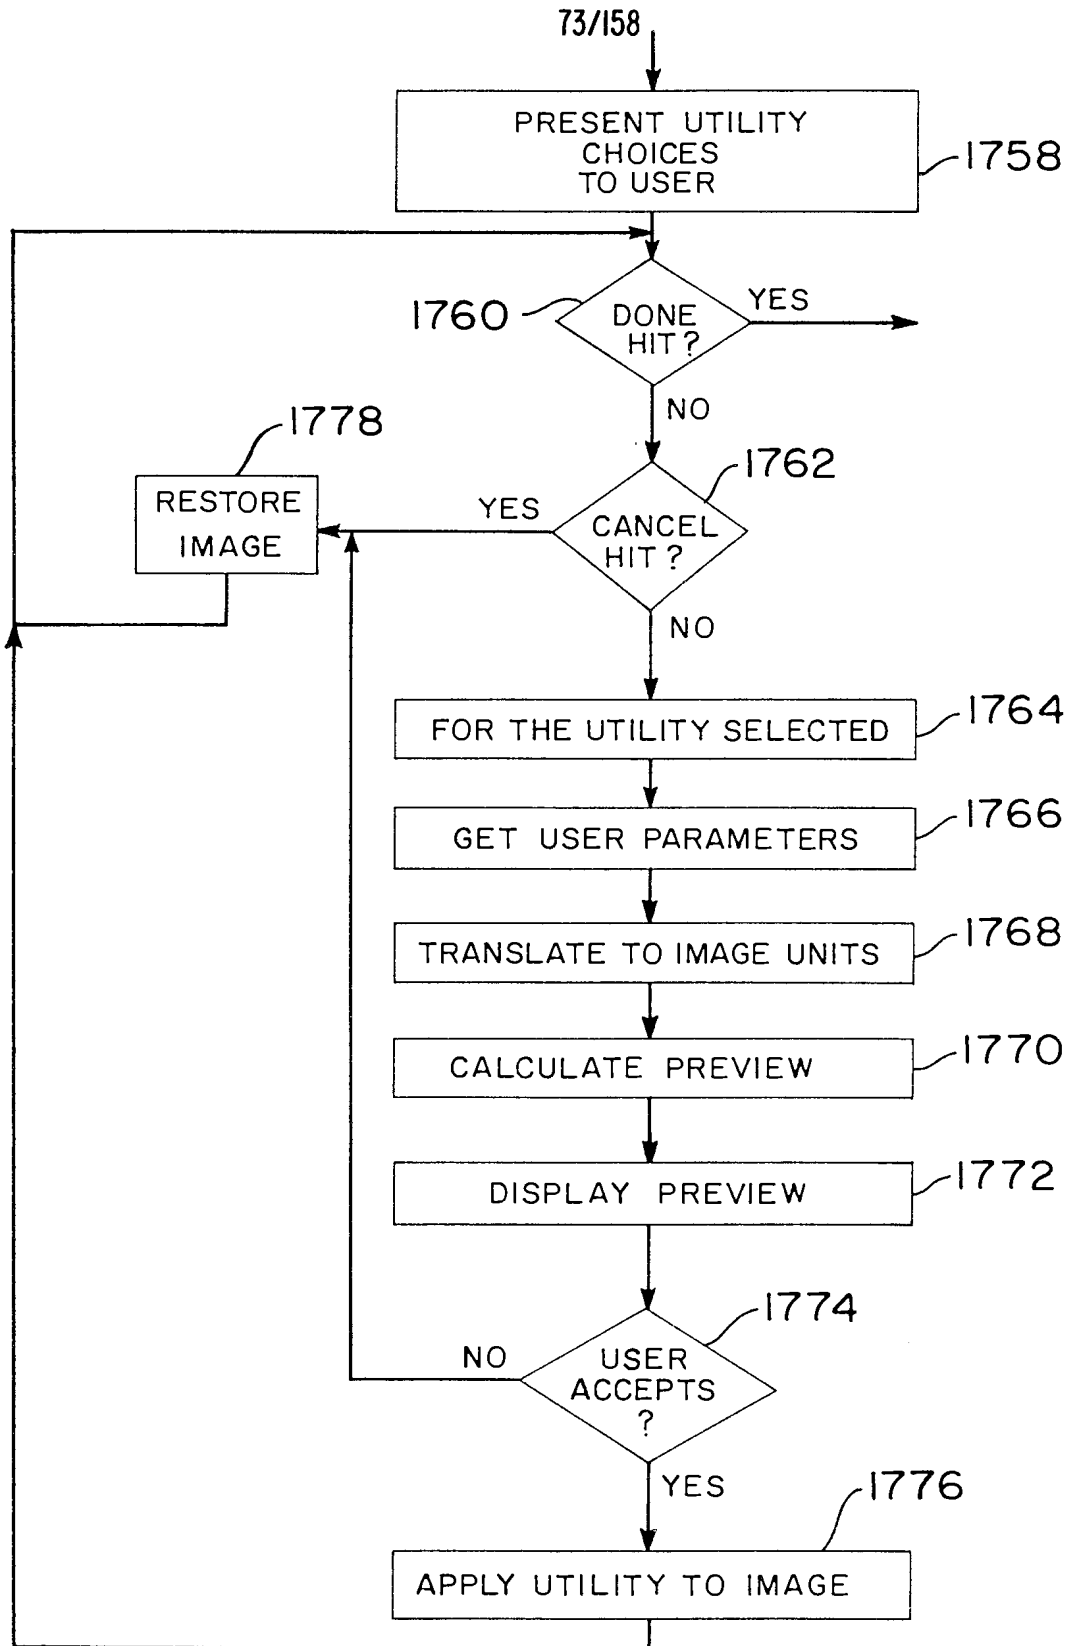 73/158
PRESENT UTILITY
CHOICES
TO USER
1758
1760
DONE
HIT?
YES
NO
1778
RESTORE
IMAGE
1762
YES
CANCEL
HIT?
NO
FOR THE UTILITY SELECTED
1764
GET USER PARAMETERS
1766
TRANSLATE TO IMAGE UNITS
1768
CALCULATE PREVIEW
1770
DISPLAY PREVIEW
1772
1774
NO
USER
ACCEPTS
?
YES
1776
APPLY UTILITY TO IMAGE